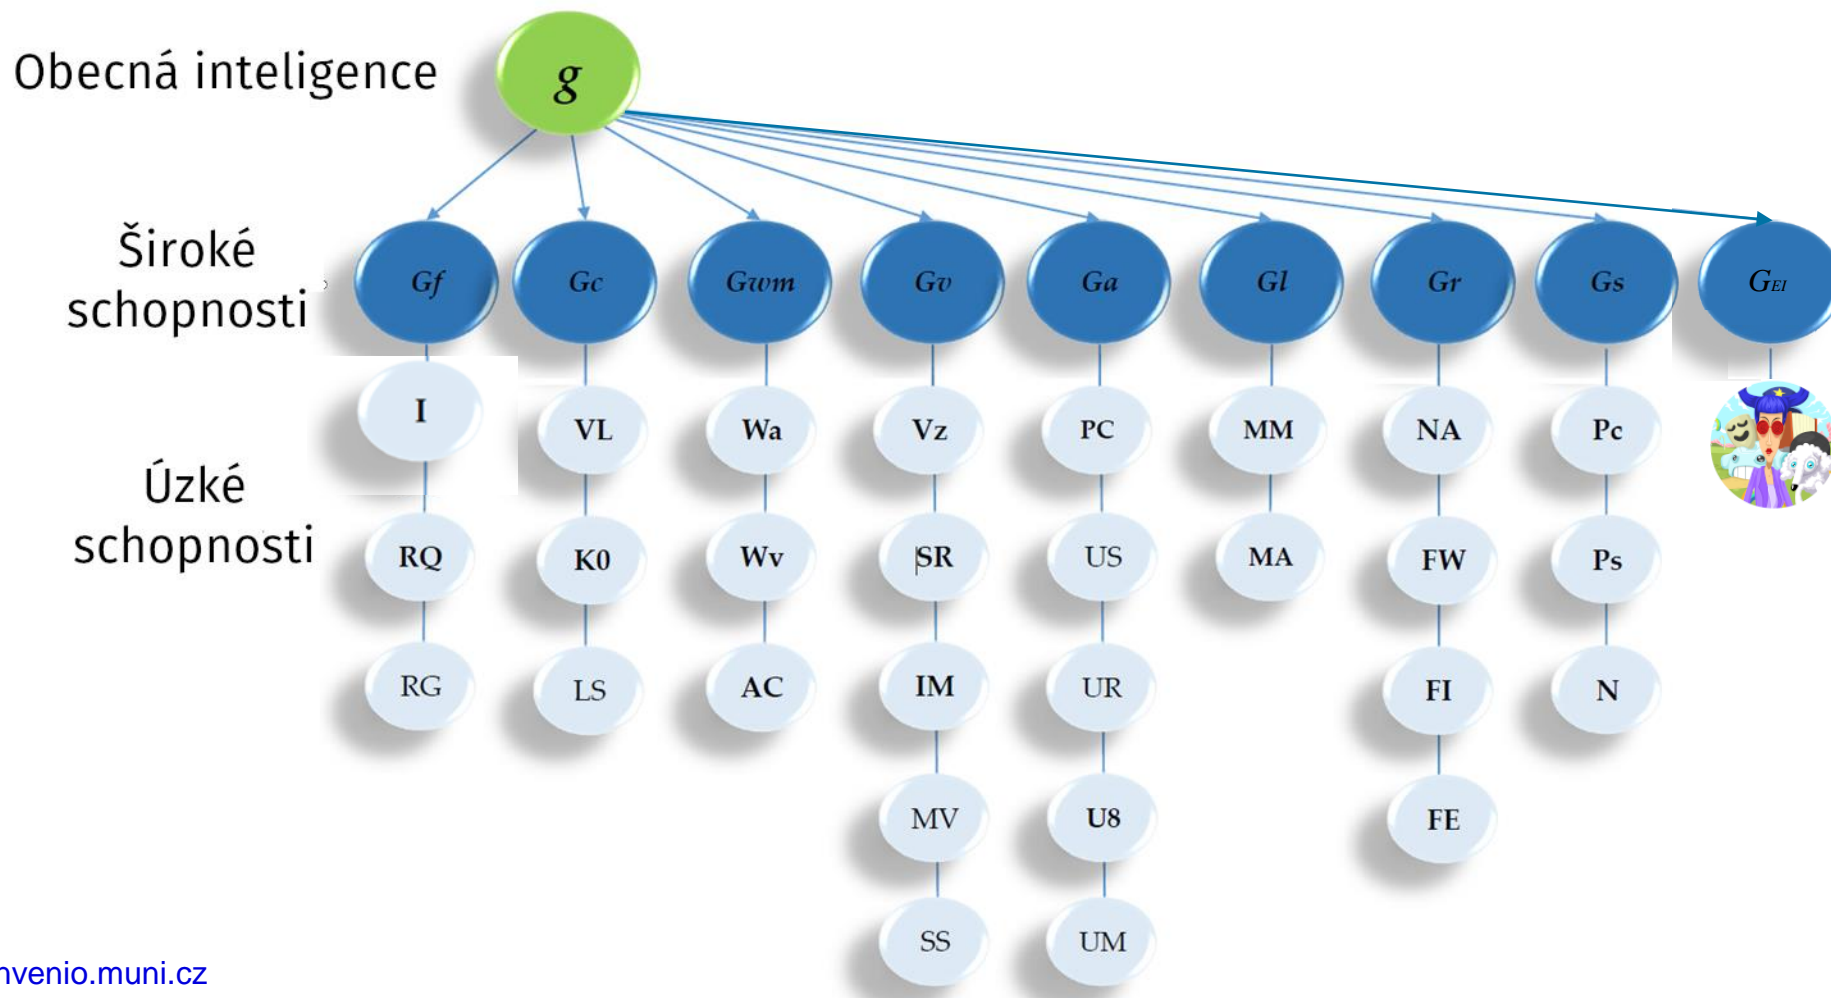 Obecná inteligence
g
Široké
schopnosti
Gf Gc Gwm Gv Ga Gl Gr Gs GEI
Úzké
schopnosti
I VL Wa Vz PC MM NA Pc
RQ K0 Wv SR US MA FW Ps
RG LS AC IM UR FI N
MV U8 FE
SS UM
nvenio.muni.cz